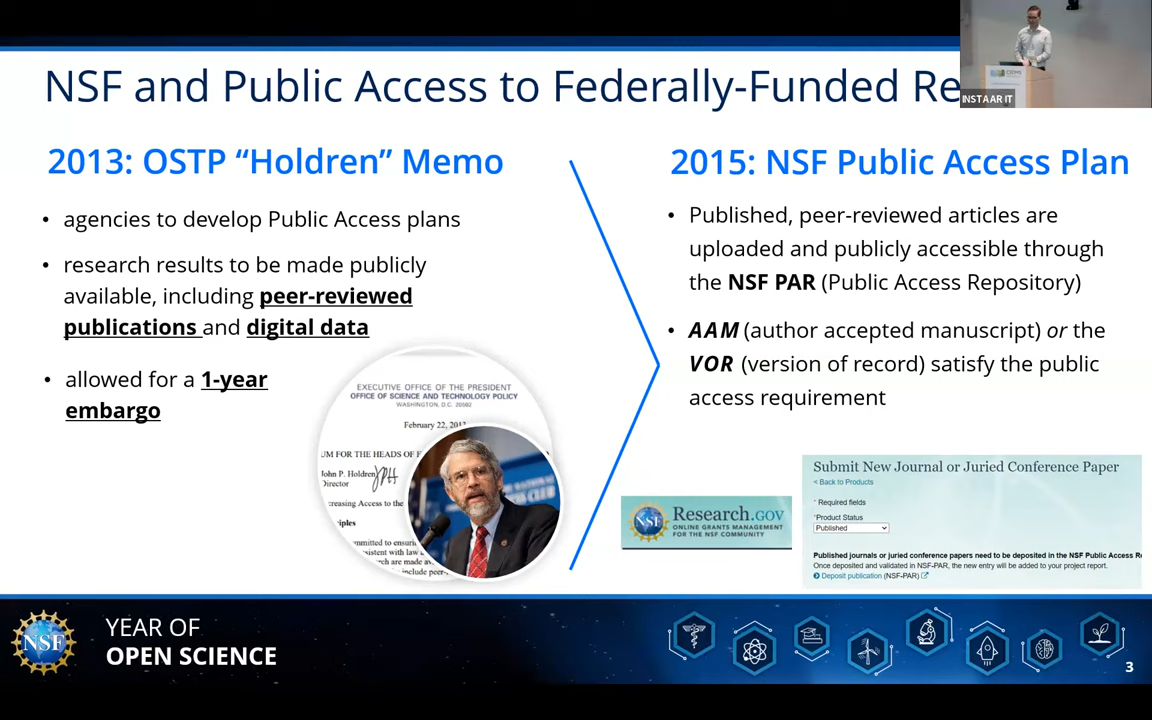 NSF and Public Access to Federally-Funded Re
INSTAAR IT
2013: OSTP “Holdren” Memo
• agencies to develop Public Access plans
• research results to be made publicly
available, including peer-reviewed
publications and digital data
• allowed for a 1-year
embargo
EXECUTIVE OFFICE OF THE PRESIDENT
OFFICE OF SCIENCE AND TECHNOLOGY POLICY
WASHINGTON, D.C. 20502
February 22, 201
UM FOR THE HEADS OF
John P. Holdren
Director
creasing Access to the
iples
ommitted to ensuri
sistent with law
rch are made av
include peer-
2015: NSF Public Access Plan
• Published, peer-reviewed articles are
uploaded and publicly accessible through
the NSF PAR (Public Access Repository)
• AAM (author accepted manuscript) or the
VOR (version of record) satisfy the public
access requirement
NSF
Research.gov
ONLINE GRANTS MANAGEMENT
FOR THE NSF COMMUNITY
Submit New Journal or Juried Conference Paper
< Back to Products
* Required fields
*Product Status
Published
Published journals or juried conference papers need to be deposited in the NSF Public Access Re
Once deposited and validated in NSF-PAR, the new entry will be added to your project report.
Deposit publication (NSF-PAR)
NSF
YEAR OF
OPEN SCIENCE
3